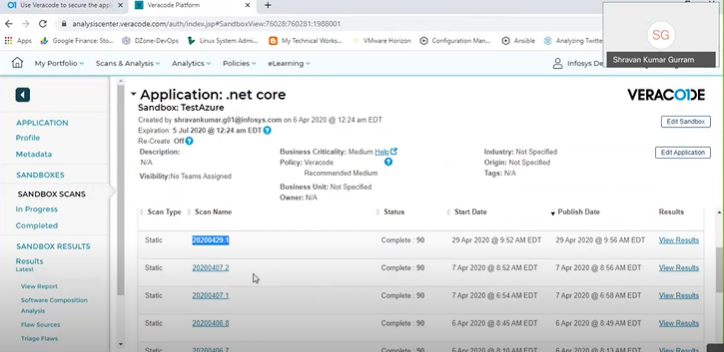 Use Veracode to secure the appl
Veracode Platform
analysiscenter.veracode.com/auth/index.jsp#SandboxView:76028:760281:1988001
Apps
Google Finance: Sto...
DZone-DevOps
Linux System Admi...
My Technical Works...
VMware Horizon
Configuration Man...
Ansible
Analyzing Twitte
SG
Shravan Kumar Gurram
My Portfolio
Scans & Analysis
Analytics
Policies
eLearning
Infosys De
APPLICATION
Profile
Metadata
SANDBOXES
SANDBOX SCANS
In Progress
Completed
SANDBOX RESULTS
Results
Latest
View Report
Software Composition
Analysis
Flaw Sources
Triage Flaws
Application: .net core
Sandbox: TestAzure
Created by shravankumar.g01@infosys.com on 6 Apr 2020 @ 12:24 am EDT
Expiration: 5 Jul 2020 @ 12:24 am EDT ?
Re-Create: Off ?
Description:
N/A
Visibility:No Teams Assigned
Business Criticality: Medium Help
Policy: Veracode ?
Recommended Medium
Business Unit: Not Specified
Owner: N/A
Industry: Not Specified
Origin: Not Specified
Tags: N/A
VERACODE
Edit Sandbox
Edit Application
Scan Type Scan Name Status Start Date Publish Date Results
Static 20200429.1 Complete : 90 29 Apr 2020 @ 9:52 AM EDT 29 Apr 2020 @ 9:56 AM EDT View Results
Static 20200407.2 Complete : 90 7 Apr 2020 @ 8:52 AM EDT 7 Apr 2020 @ 8:56 AM EDT View Results
Static 20200407.1 Complete : 90 7 Apr 2020 @ 6:54 AM EDT 7 Apr 2020 @ 6:58 AM EDT View Results
Static 20200406.8 Complete : 90 6 Apr 2020 @ 8:45 AM EDT 6 Apr 2020 @ 8:49 AM EDT View Results